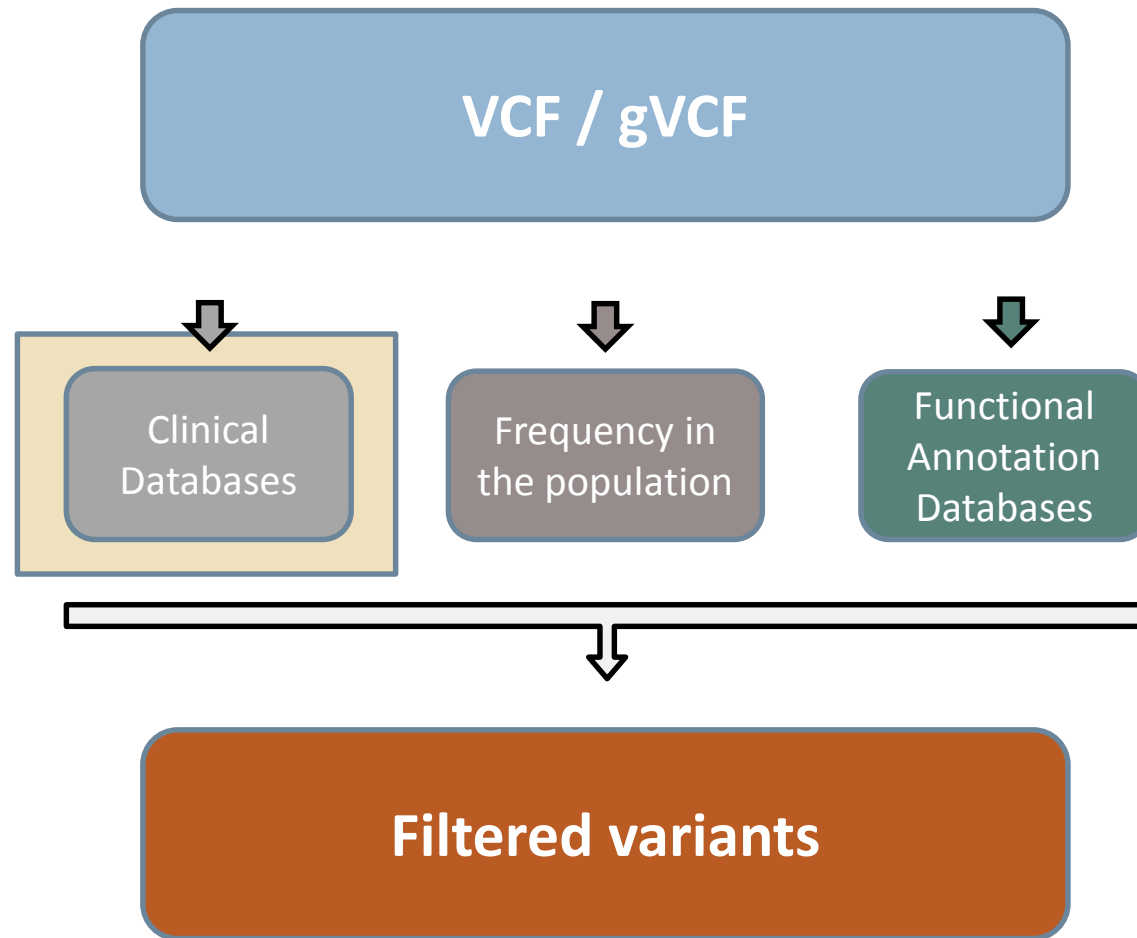 VCF / gVCF
Clinical
Databases
Frequency in
the population
Functional
Annotation
Databases
Filtered variants